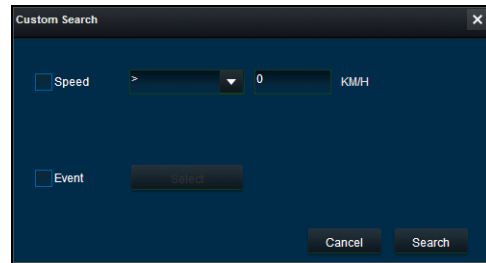 Custom Search
Speed > 0 KM/H
Event Select
Cancel Search